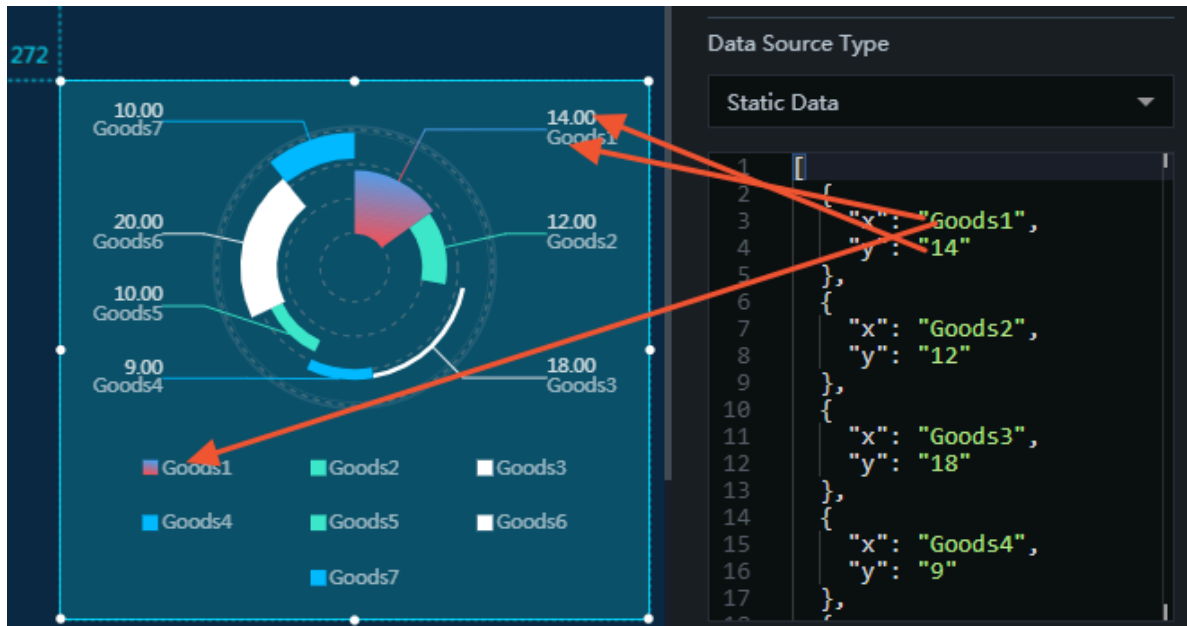 272
10.00
Goods7
14.00
Goods1
20.00
Goods6
12.00
Goods2
10.00
Goods5
9.00
Goods4
18.00
Goods3
Goods1 Goods2 Goods3
Goods4 Goods5 Goods6
Goods7
Data Source Type
Static Data
1 [
2 {
3 "x": "Goods1",
4 "y": "14"
5 },
6 {
7 "x": "Goods2",
8 "y": "12"
9 },
10 {
11 "x": "Goods3",
12 "y": "18"
13 },
14 {
15 "x": "Goods4",
16 "y": "9"
17 },